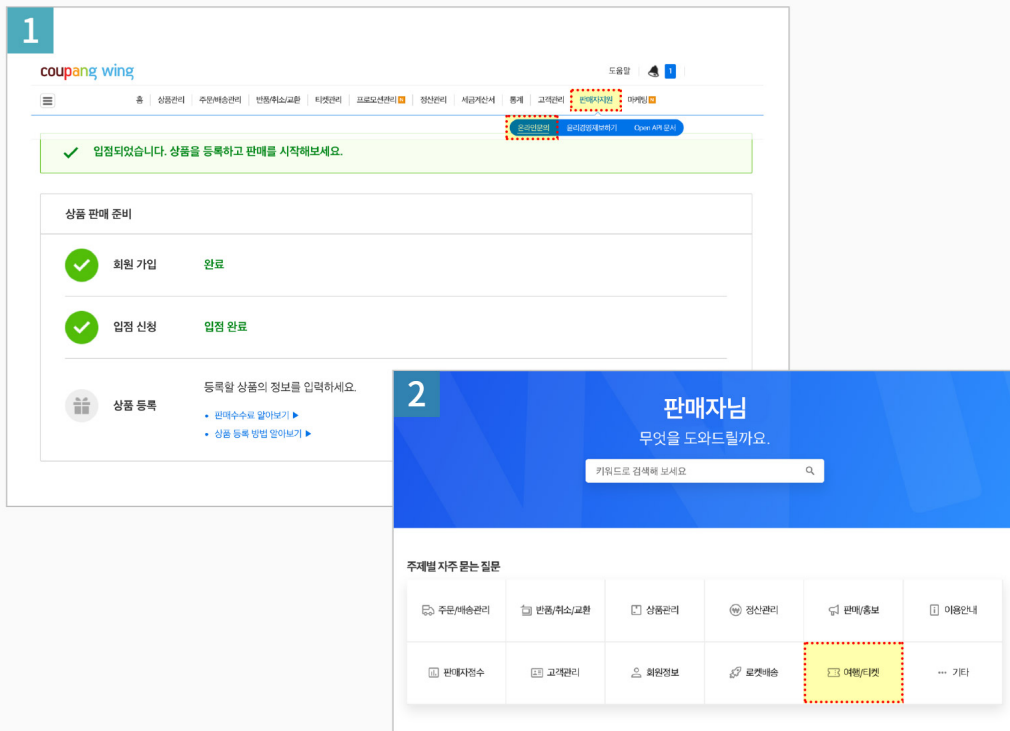 1
coupang wing
도움말 1
홈 상품관리 주문/배송관리 반품/취소/교환 티켓관리 프로모션관리 N 정산관리 세금계산서 통계 고객관리 판매자지원 마케팅 N
온라인문의 윤리경영제보하기 Open API 문서
입점되었습니다. 상품을 등록하고 판매를 시작해보세요.
상품 판매 준비
회원 가입 완료
입점 신청 입점 완료
상품 등록 등록할 상품의 정보를 입력하세요.
• 판매수수료 알아보기 ▶
• 상품 등록 방법 알아보기 ▶
2
판매자님
무엇을 도와드릴까요.
키워드로 검색해 보세요
주제별 자주 묻는 질문
주문/배송관리 반품/취소/교환 상품관리 정산관리 판매/홍보 이용안내
판매자점수 고객관리 회원정보 로켓배송 여행/티켓 기타